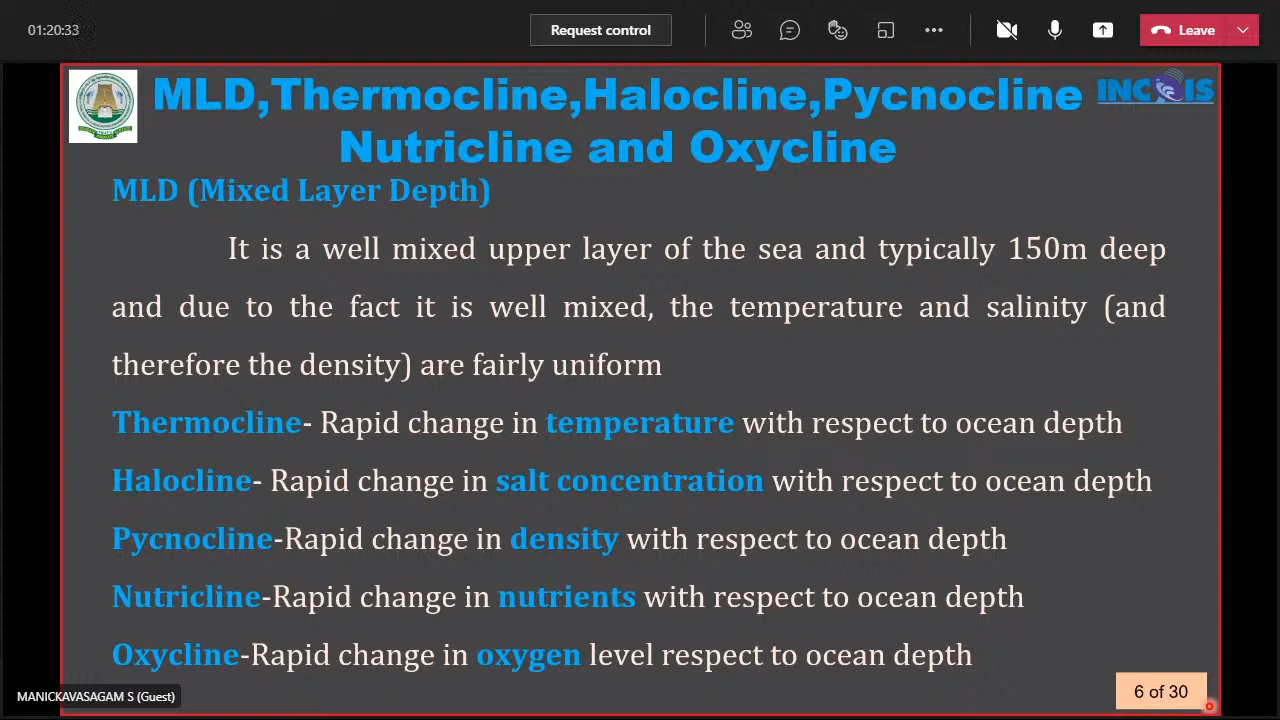 01:20:33
Request control
Leave
MLD,Thermocline,Halocline,Pycnocline
INCOIS
Nutricline and Oxycline
MLD (Mixed Layer Depth)
It is a well mixed upper layer of the sea and typically 150m deep
and due to the fact it is well mixed, the temperature and salinity (and
therefore the density) are fairly uniform
Thermocline- Rapid change in temperature with respect to ocean depth
Halocline- Rapid change in salt concentration with respect to ocean depth
Pycnocline-Rapid change in density with respect to ocean depth
Nutricline-Rapid change in nutrients with respect to ocean depth
Oxycline-Rapid change in oxygen level respect to ocean depth
MANICKAVASAGAM S (Guest)
6 of 30